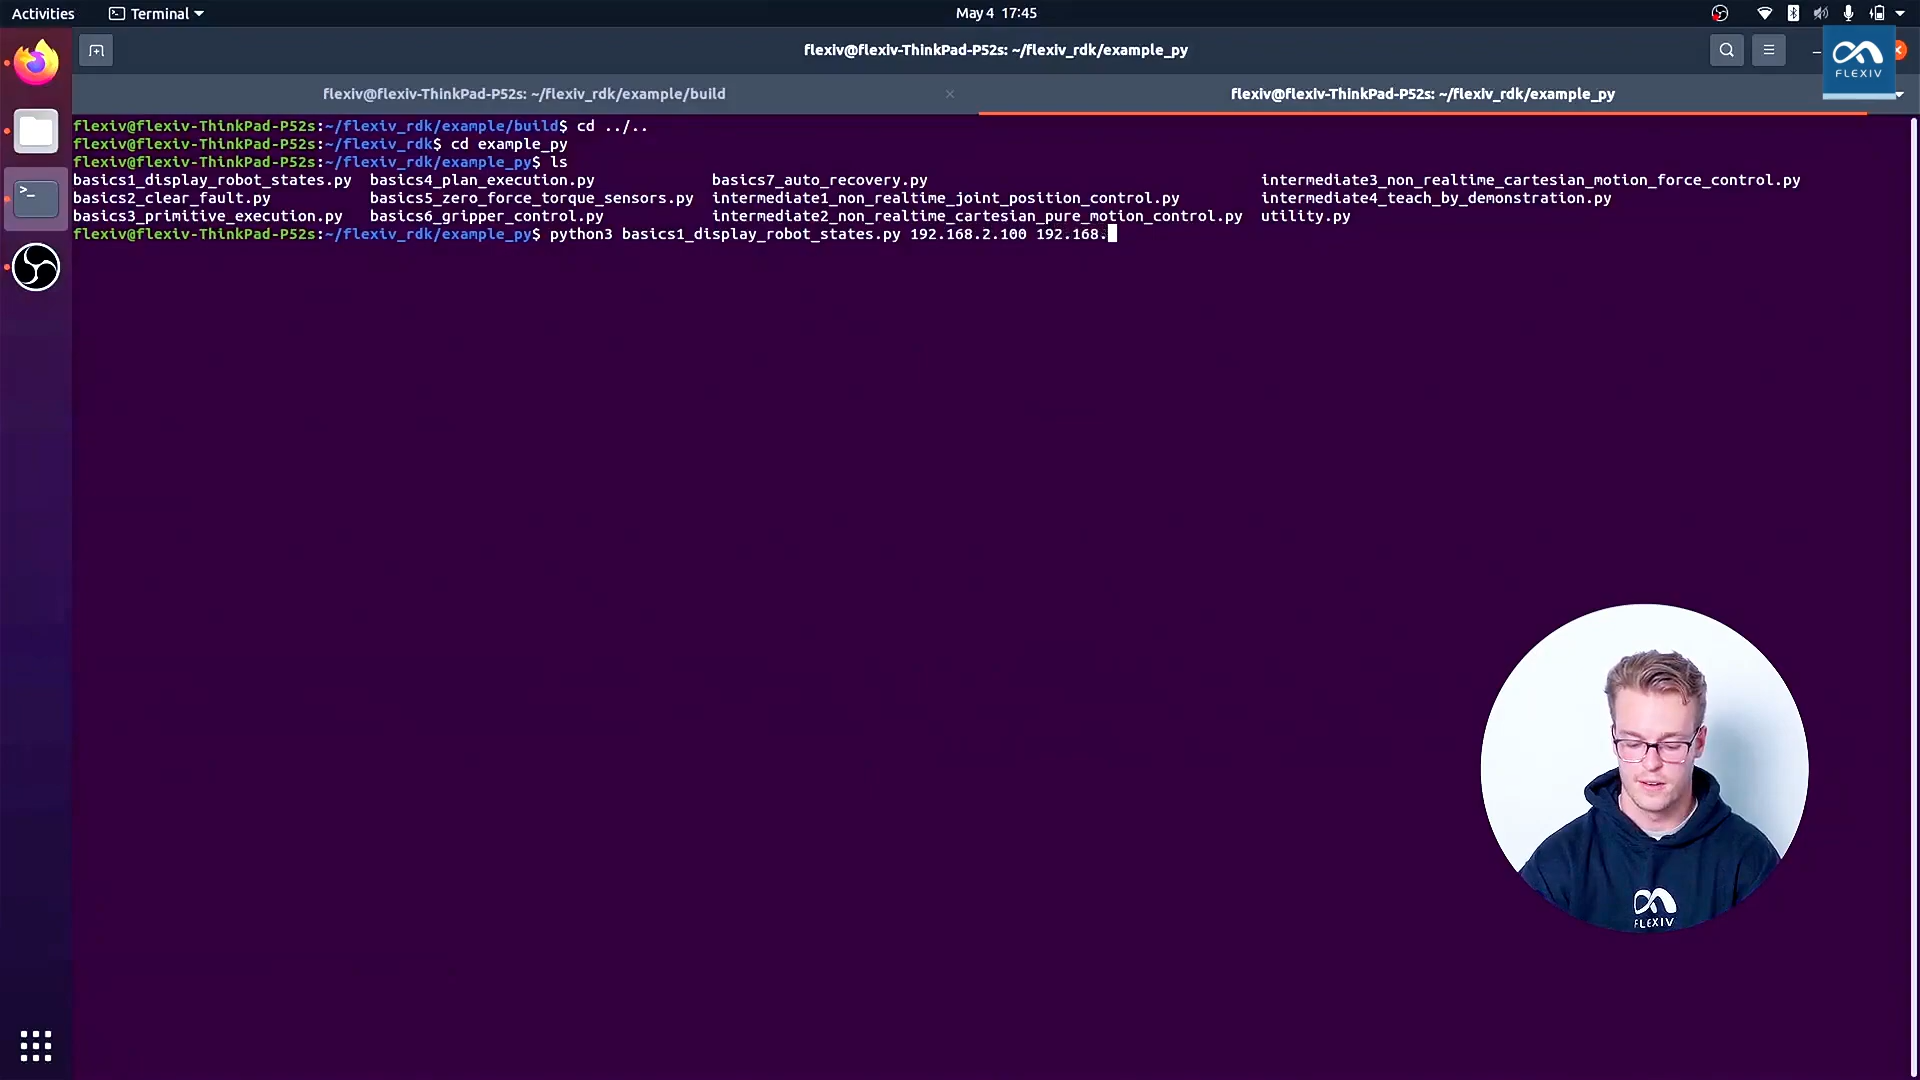 Activities Terminal May 4 17:45
flexiv@flexiv-ThinkPad-P52s: ~/flexiv_rdk/example_py
FLEXIV
flexiv@flexiv-ThinkPad-P52s: ~/flexiv_rdk/example/build flexiv@flexiv-ThinkPad-P52s: ~/flexiv_rdk/example_py
flexiv@flexiv-ThinkPad-P52s:~/flexiv_rdk/example/build$ cd ../..
flexiv@flexiv-ThinkPad-P52s:~/flexiv_rdk$ cd example_py
flexiv@flexiv-ThinkPad-P52s:~/flexiv_rdk/example_py$ ls
basics1_display_robot_states.py basics4_plan_execution.py basics7_auto_recovery.py intermediate3_non_realtime_cartesian_motion_force_control.py
basics2_clear_fault.py basics5_zero_force_torque_sensors.py intermediate1_non_realtime_joint_position_control.py intermediate4_teach_by_demonstration.py
basics3_primitive_execution.py basics6_gripper_control.py intermediate2_non_realtime_cartesian_pure_motion_control.py utility.py
flexiv@flexiv-ThinkPad-P52s:~/flexiv_rdk/example_py$ python3 basics1_display_robot_states.py 192.168.2.100 192.168.
FLEXIV